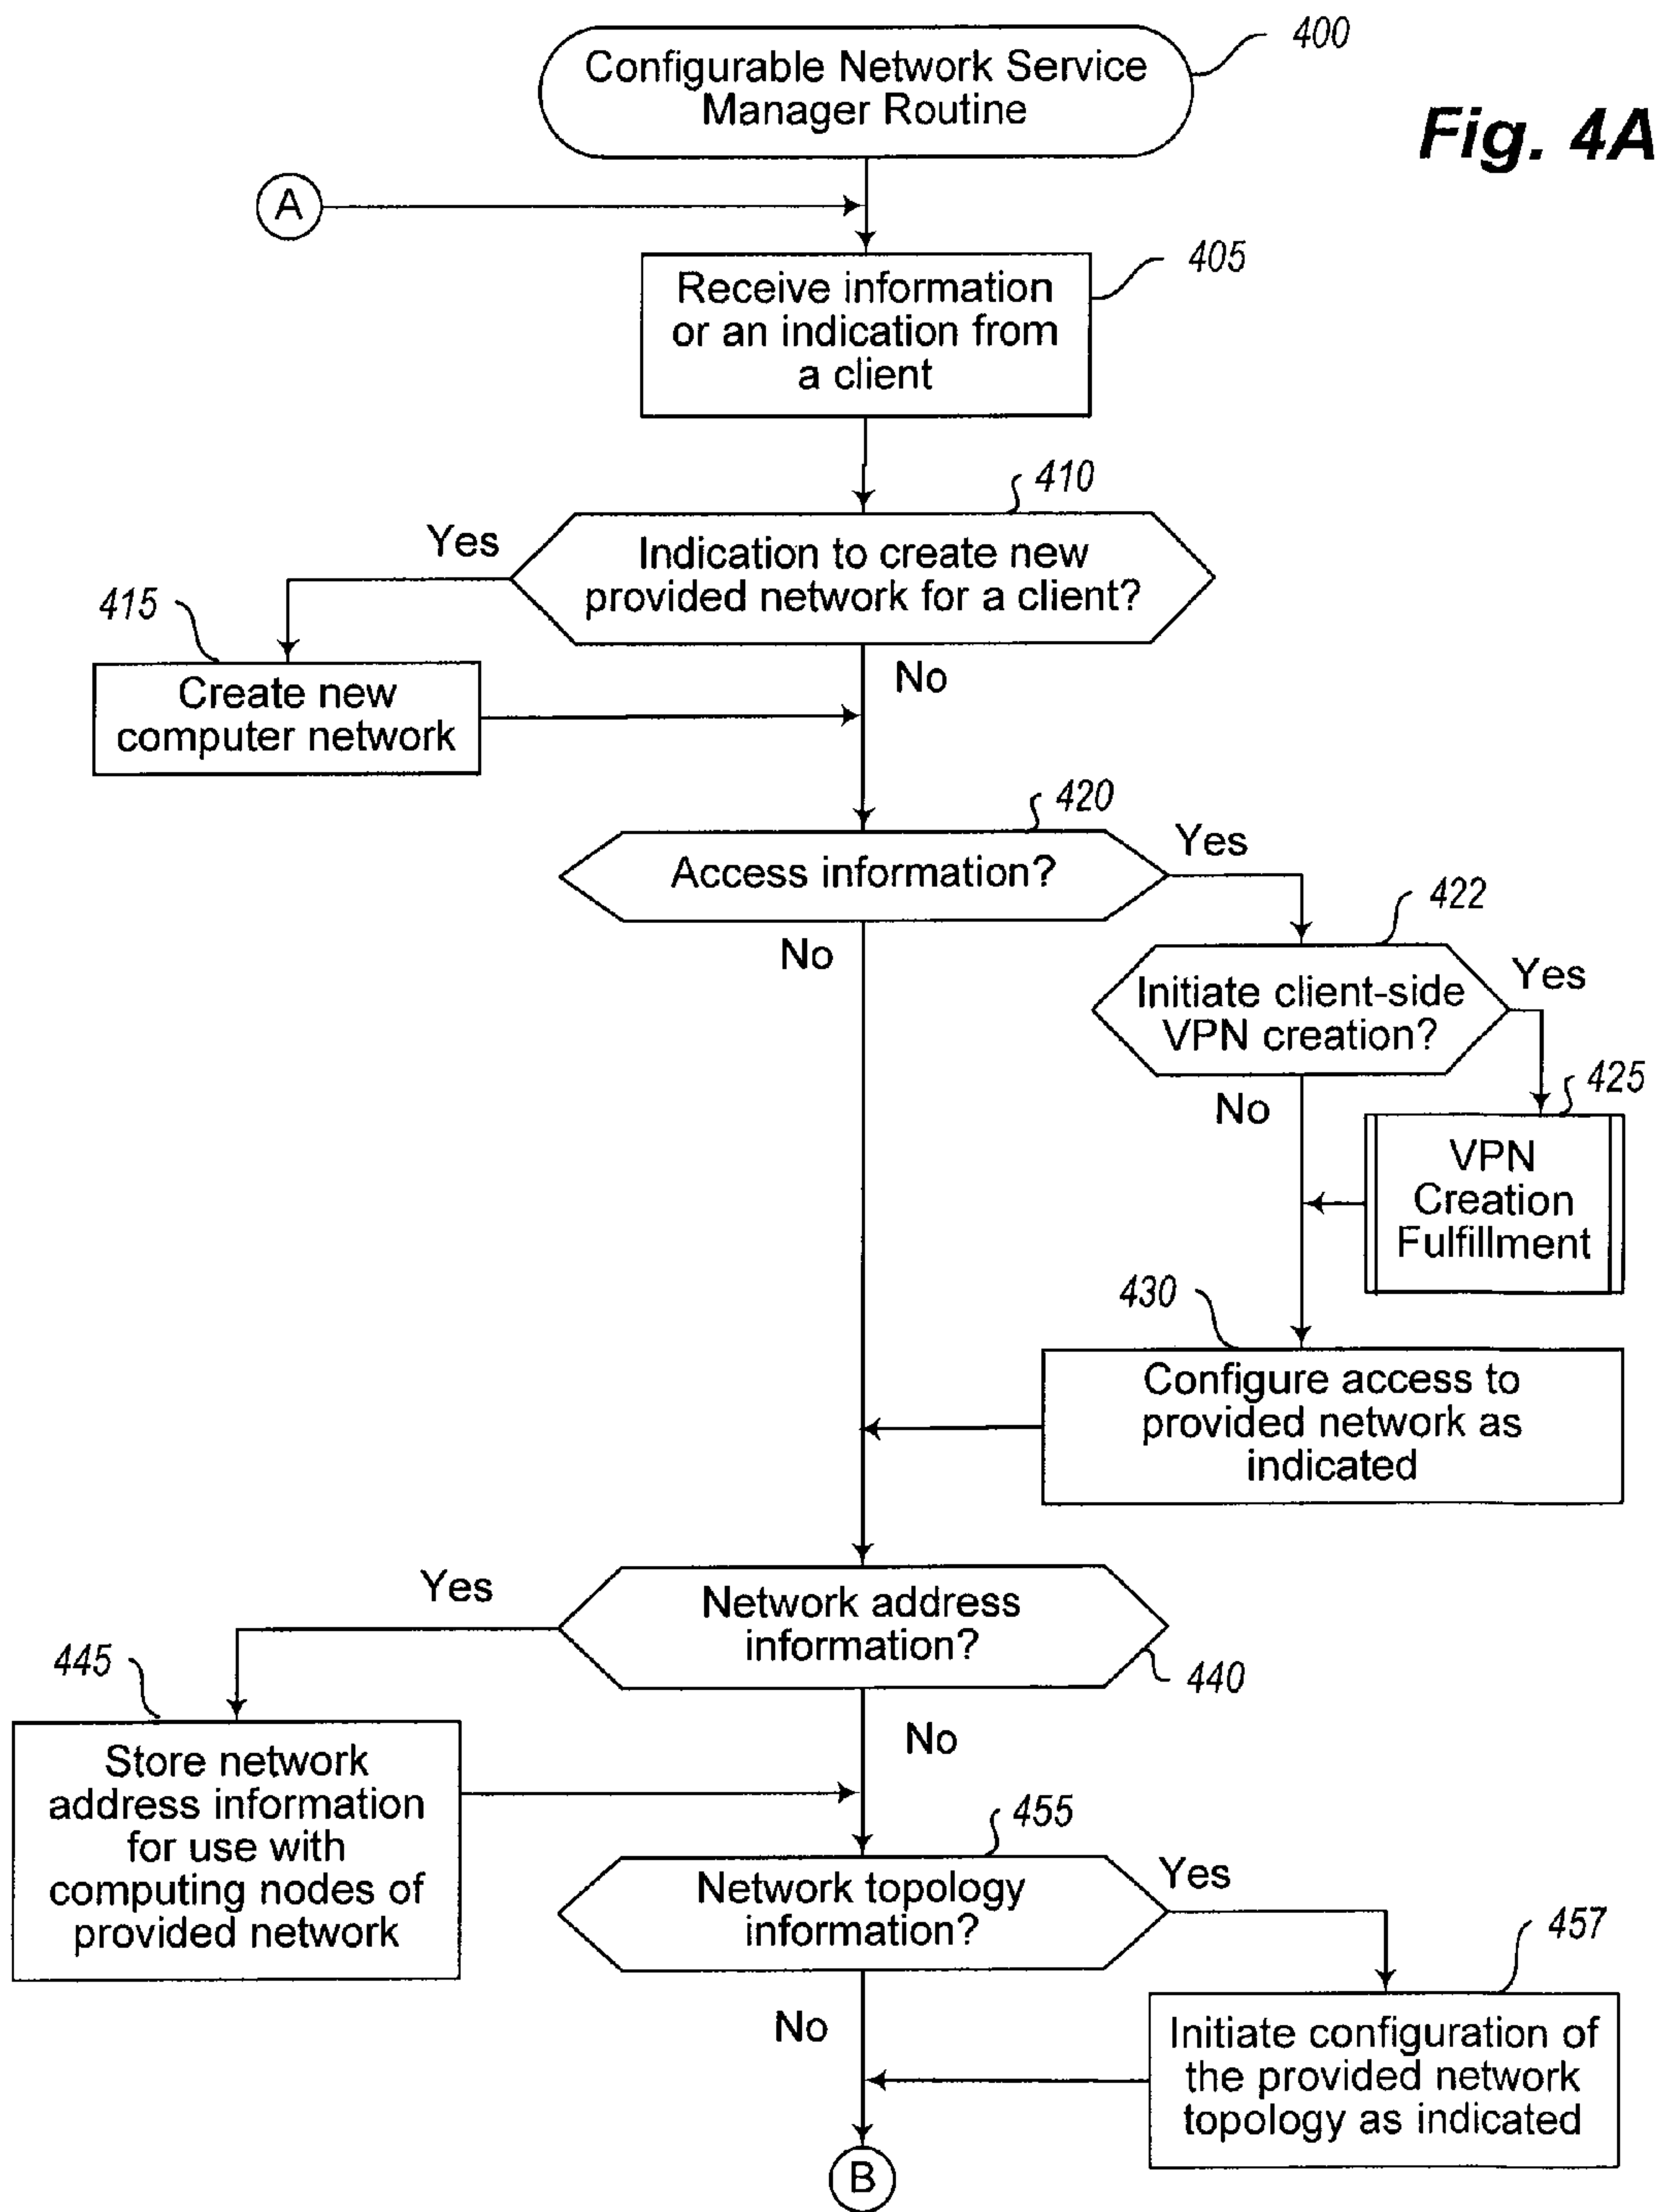 Configurable Network Service
Manager Routine
400
Fig. 4A
A
405
Receive information
or an indication from
a client
410
Yes
Indication to create new
provided network for a client?
415
No
Create new
computer network
420
Access information?
Yes
422
No
Initiate client-side
VPN creation?
Yes
425
No
VPN
Creation
Fulfillment
430
Configure access to
provided network as
indicated
Yes
Network address
information?
445
440
No
Store network
address information
for use with
computing nodes of
provided network
455
Network topology
information?
Yes
457
No
Initiate configuration of
the provided network
topology as indicated
B